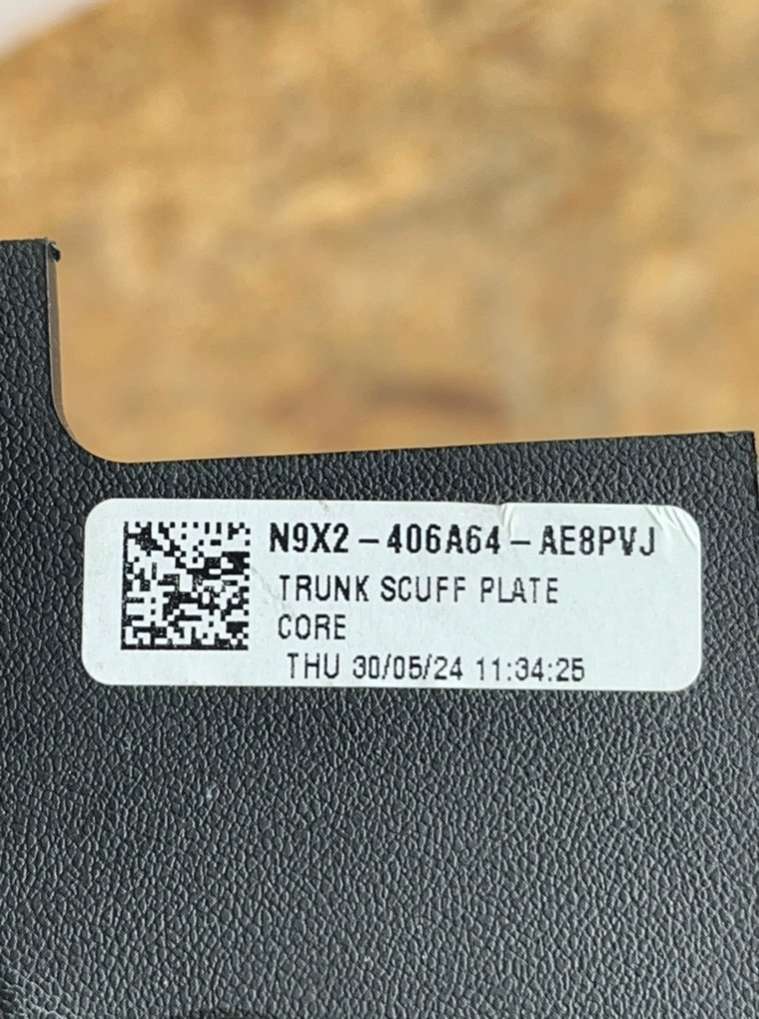 N9X2-406A64-AE8PVJ
TRUNK SCUFF PLATE
CORE
THU 30/05/24 11:34:25